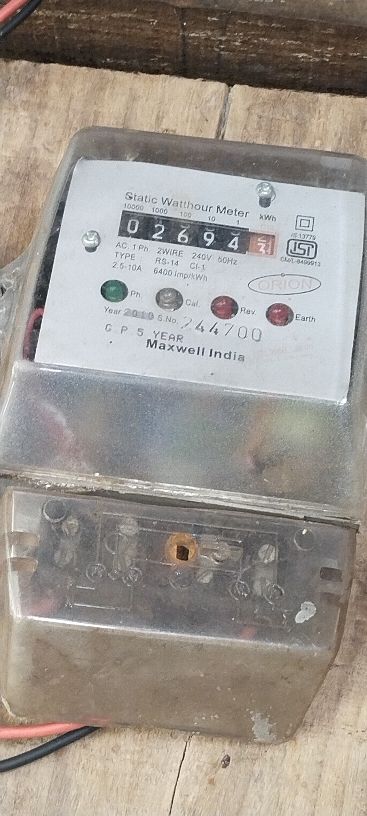 Static Watthour Meter
10000 1000 100 10 1 kWh
0 2 6 9 4 3
AC. 1 Ph. 2WIRE 240V 50Hz
TYPE RS-14 Cl-1
2.5-10A 6400 Imp/kWh
IS:13779
ISI
CM/L-8499913
ORION
Ph.
Cal.
Rev.
Earth
Year 2010 S.No. 244700
G P 5 YEAR
Maxwell India